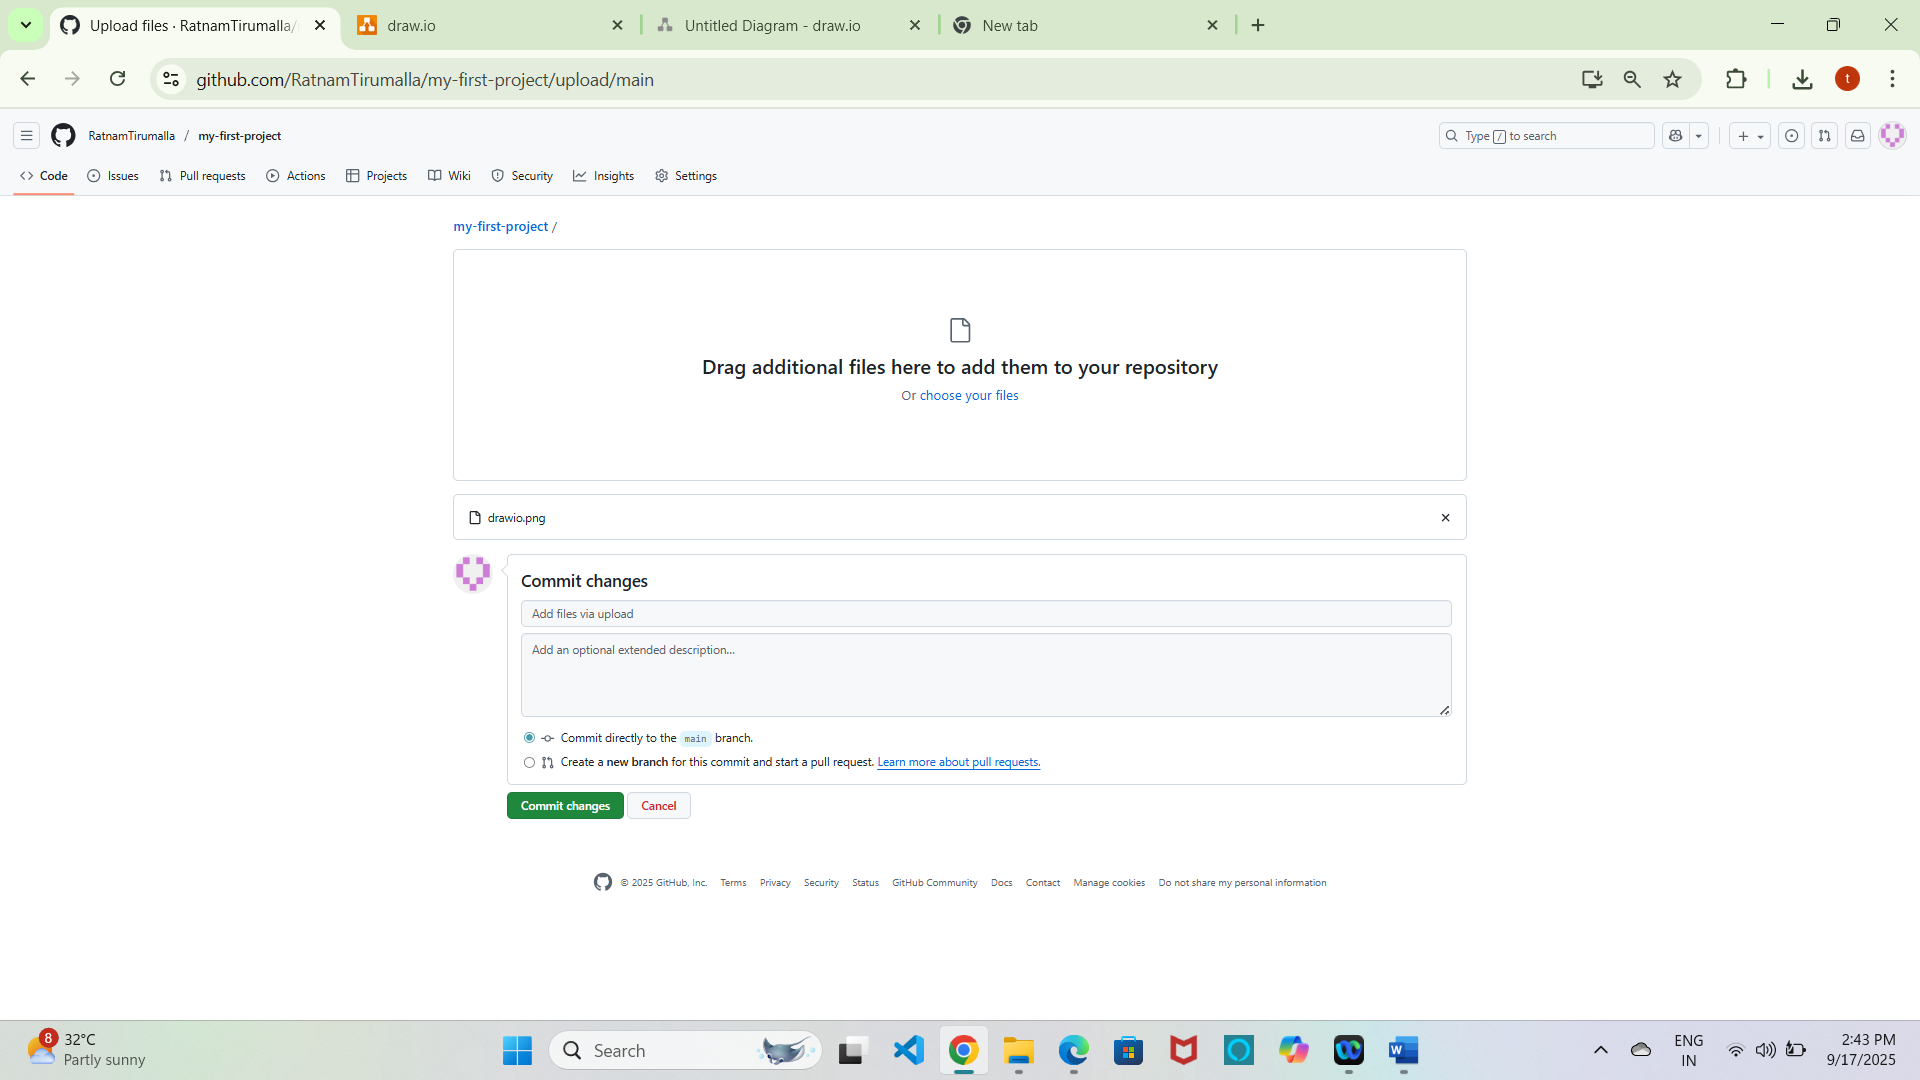 Upload files · RatnamTirumalla/
draw.io
Untitled Diagram - draw.io
New tab
github.com/RatnamTirumalla/my-first-project/upload/main
t
RatnamTirumalla / my-first-project
Type / to search
Code
Issues
Pull requests
Actions
Projects
Wiki
Security
Insights
Settings
my-first-project /
Drag additional files here to add them to your repository
Or choose your files
drawio.png
Commit changes
Add files via upload
Add an optional extended description...
Commit directly to the main branch.
Create a new branch for this commit and start a pull request. Learn more about pull requests.
Commit changes
Cancel
© 2025 GitHub, Inc.
Terms
Privacy
Security
Status
GitHub Community
Docs
Contact
Manage cookies
Do not share my personal information
8
32°C
Partly sunny
Search
W
ENG
IN
2:43 PM
9/17/2025